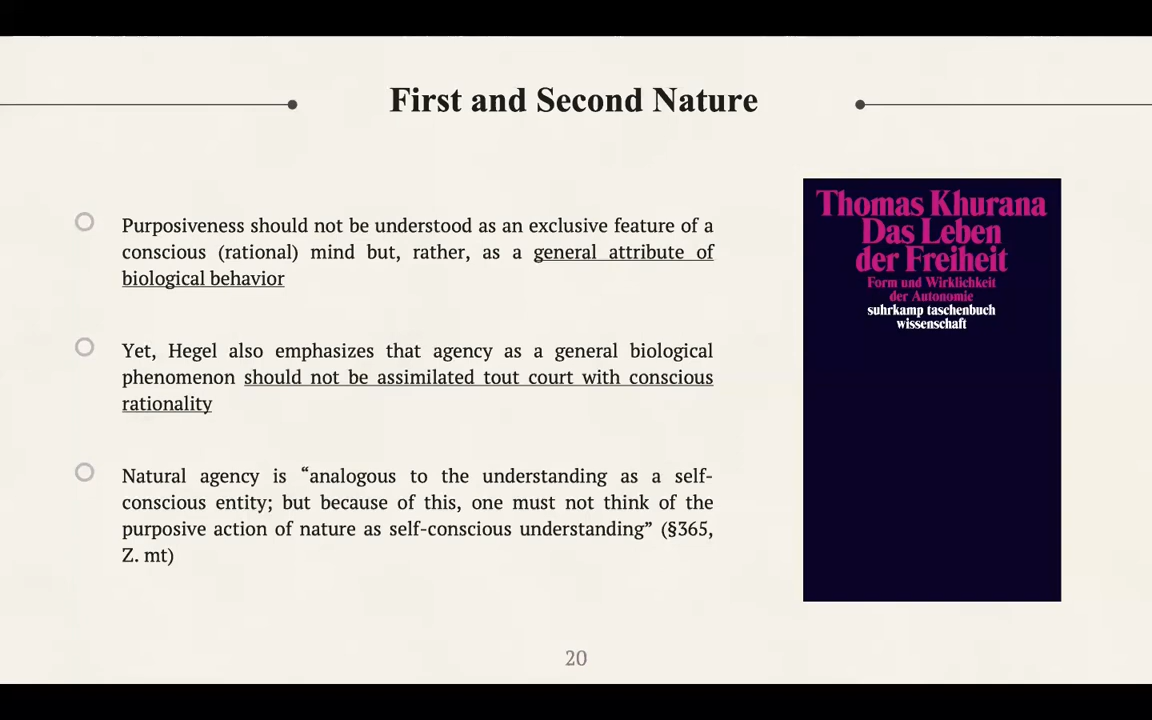 First and Second Nature
Purposiveness should not be understood as an exclusive feature of a
conscious (rational) mind but, rather, as a general attribute of
biological behavior
Yet, Hegel also emphasizes that agency as a general biological
phenomenon should not be assimilated tout court with conscious
rationality
Natural agency is “analogous to the understanding as a self-
conscious entity; but because of this, one must not think of the
purposive action of nature as self-conscious understanding” (§365,
Z. mt)
Thomas Khurana
Das Leben
der Freiheit
Form und Wirklichkeit
der Autonomie
suhrkamp taschenbuch
wissenschaft
20